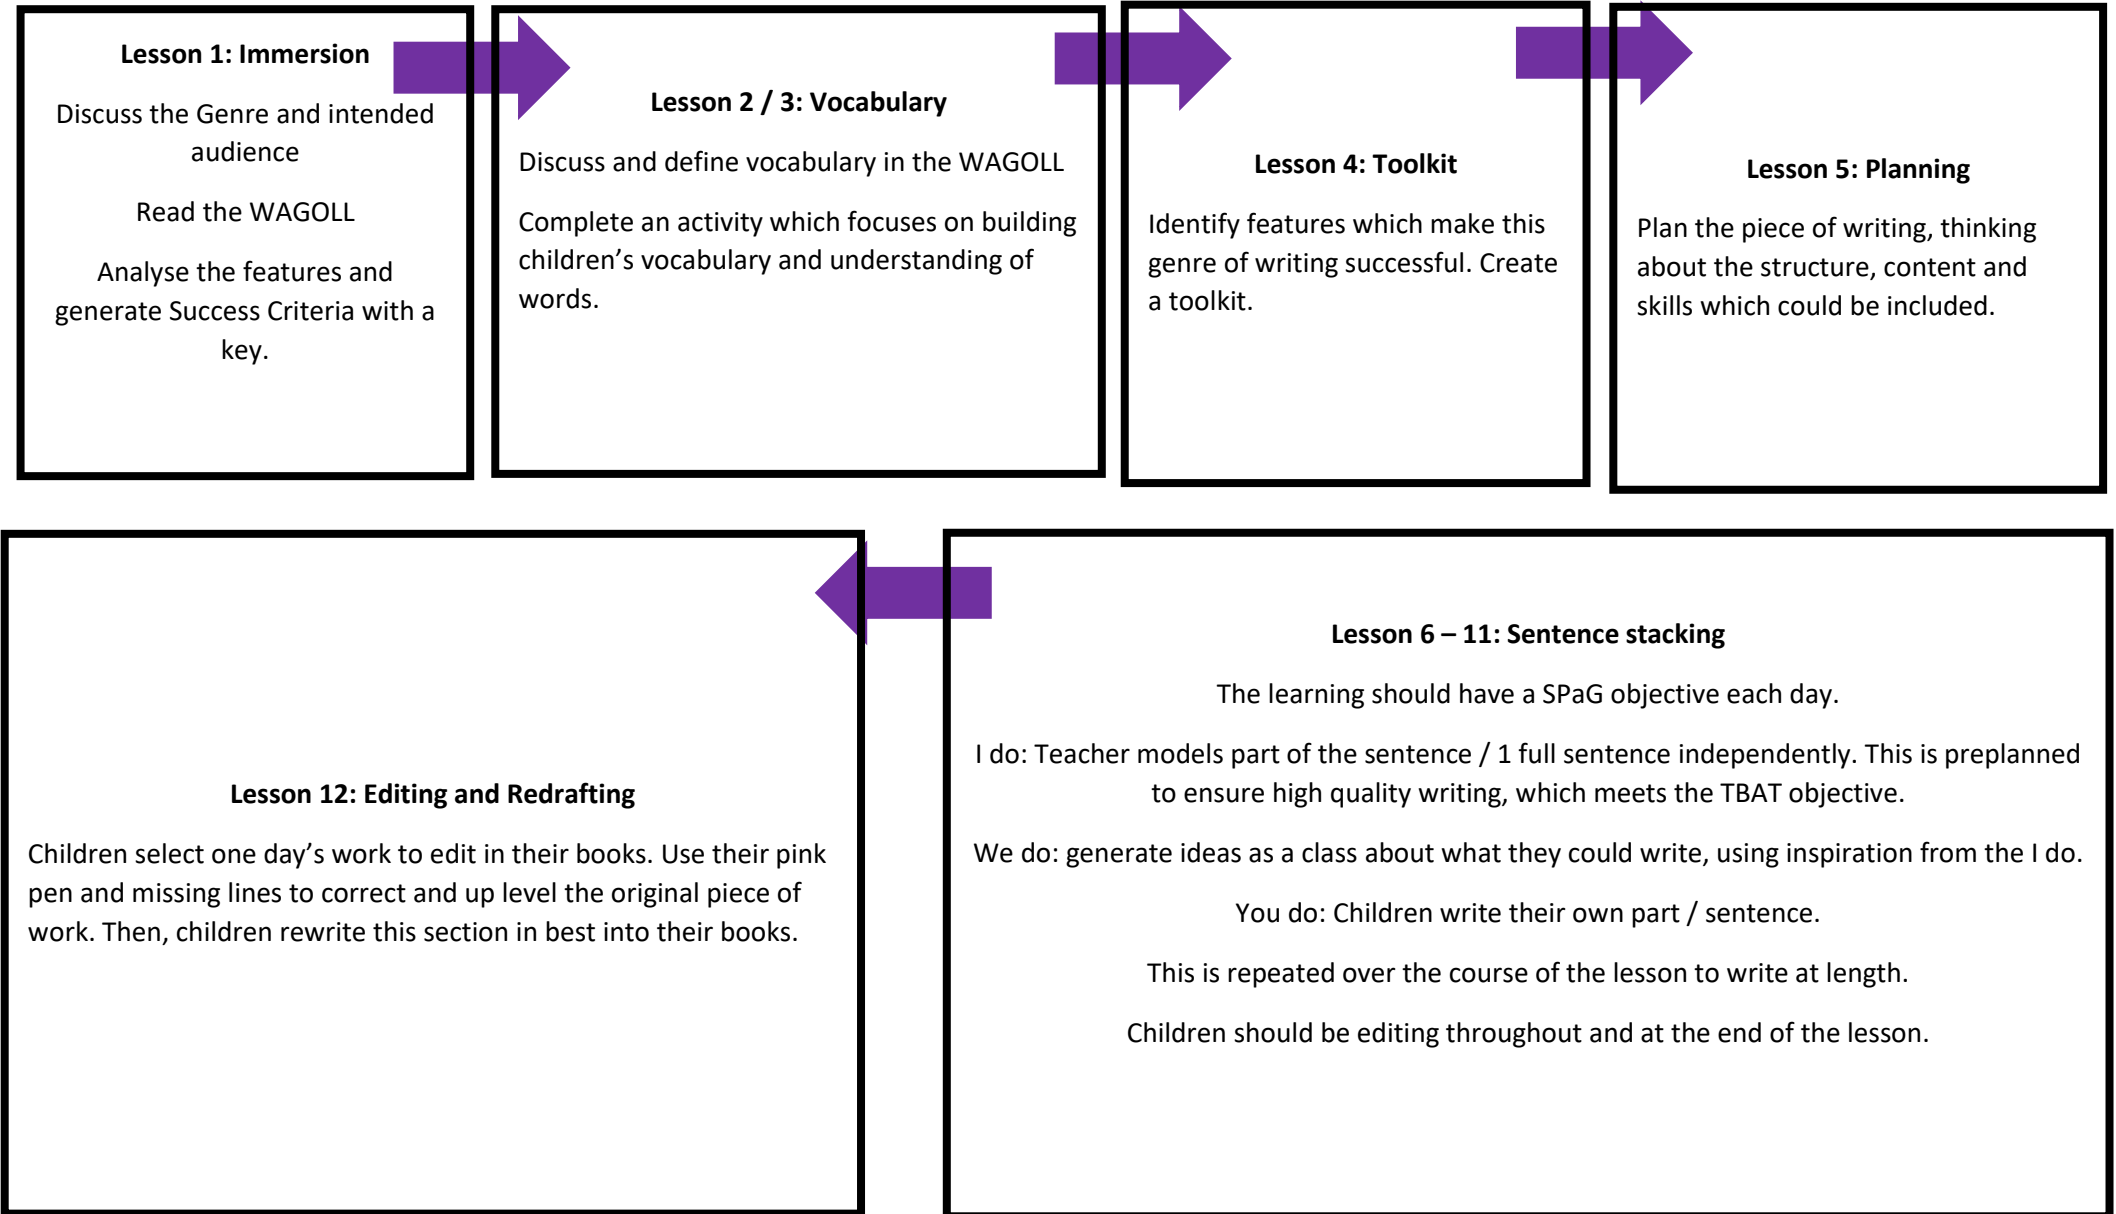 Lesson 1: Immersion
Discuss the Genre and intended
audience
Read the WAGOLL
Analyse the features and
generate Success Criteria with a
key.
Lesson 2 / 3: Vocabulary
Discuss and define vocabulary in the WAGOLL
Complete an activity which focuses on building
children’s vocabulary and understanding of
words.
Lesson 4: Toolkit
Identify features which make this
genre of writing successful. Create
a toolkit.
Lesson 5: Planning
Plan the piece of writing, thinking
about the structure, content and
skills which could be included.
Lesson 6 – 11: Sentence stacking
The learning should have a SPaG objective each day.
I do: Teacher models part of the sentence / 1 full sentence independently. This is preplanned
to ensure high quality writing, which meets the TBAT objective.
We do: generate ideas as a class about what they could write, using inspiration from the I do.
You do: Children write their own part / sentence.
This is repeated over the course of the lesson to write at length.
Children should be editing throughout and at the end of the lesson.
Lesson 12: Editing and Redrafting
Children select one day’s work to edit in their books. Use their pink
pen and missing lines to correct and up level the original piece of
work. Then, children rewrite this section in best into their books.